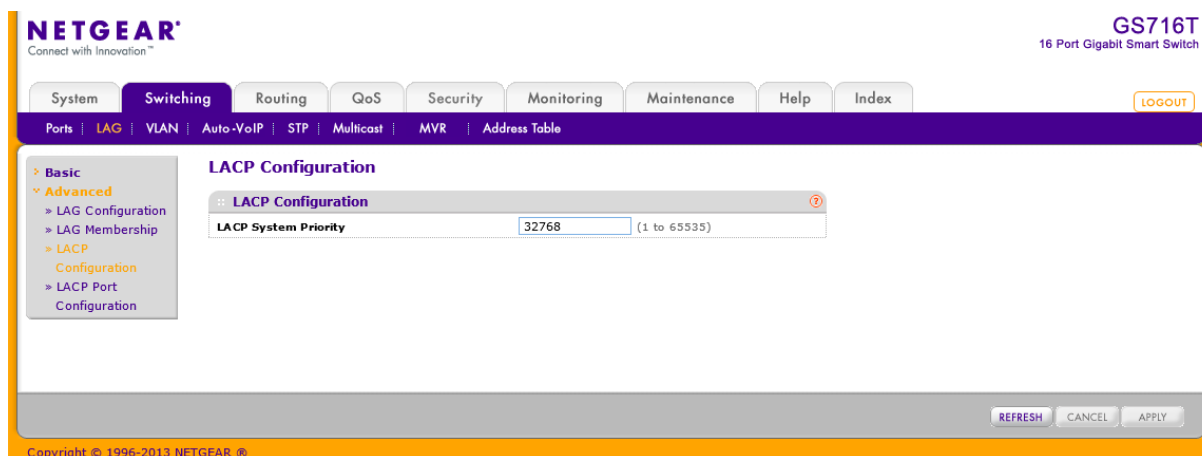 NETGEAR®
Connect with Innovation™
GS716T
16 Port Gigabit Smart Switch
System Switching Routing QoS Security Monitoring Maintenance Help Index
LOGOUT
Ports LAG VLAN Auto-VoIP STP Multicast MVR Address Table
Basic
Advanced
» LAG Configuration
» LAG Membership
» LACP
Configuration
» LACP Port
Configuration
LACP Configuration
LACP Configuration
?
LACP System Priority 32768 (1 to 65535)
REFRESH CANCEL APPLY
Copyright © 1996-2013 NETGEAR ®